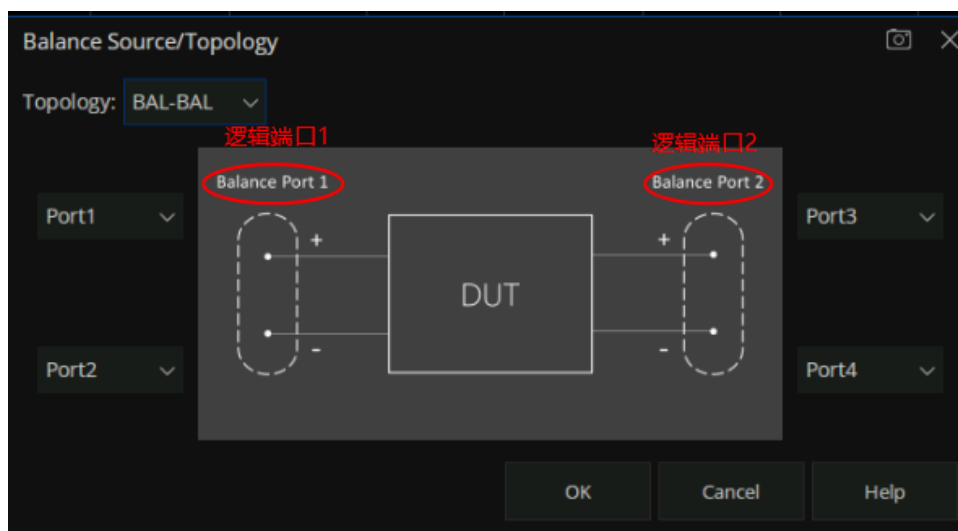 Balance Source/Topology
Topology: BAL-BAL
逻辑端口1
逻辑端口2
Balance Port 1
Balance Port 2
Port1
Port3
+
+
DUT
-
-
Port2
Port4
OK
Cancel
Help